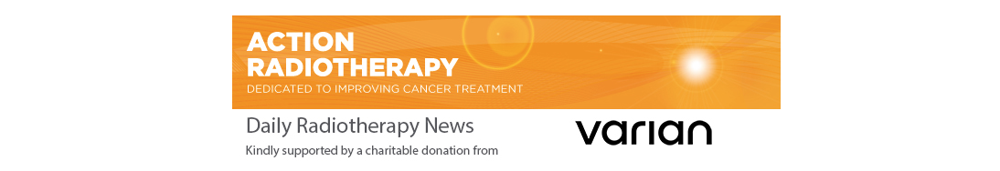 ACTION
RADIOTHERAPY
DEDICATED TO IMPROVING CANCER TREATMENT
Daily Radiotherapy News
Kindly supported by a charitable donation from
varian